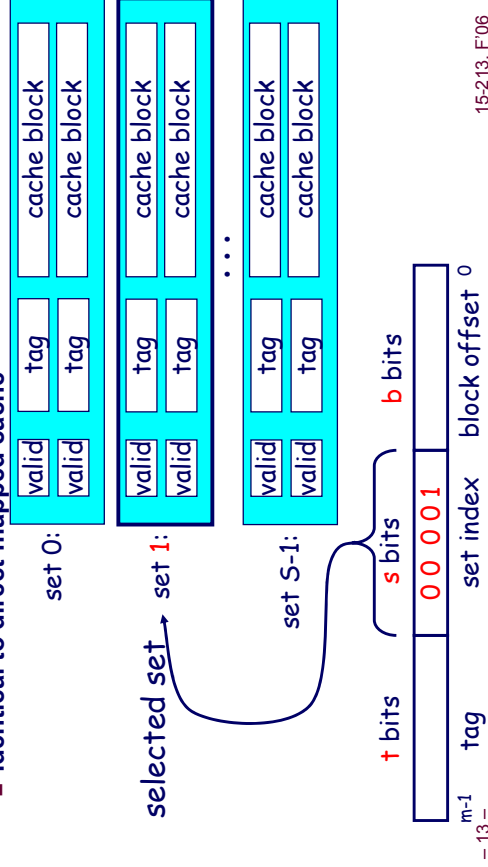 – identical to direct-mapped cache
set 0:
valid tag cache block
valid tag cache block
selected set
set 1:
valid tag cache block
valid tag cache block
• • •
set S-1:
valid tag cache block
valid tag cache block
t bits s bits b bits
0 0 0 0 1
m-1 tag set index block offset 0
– 13 –
15-213, F'06